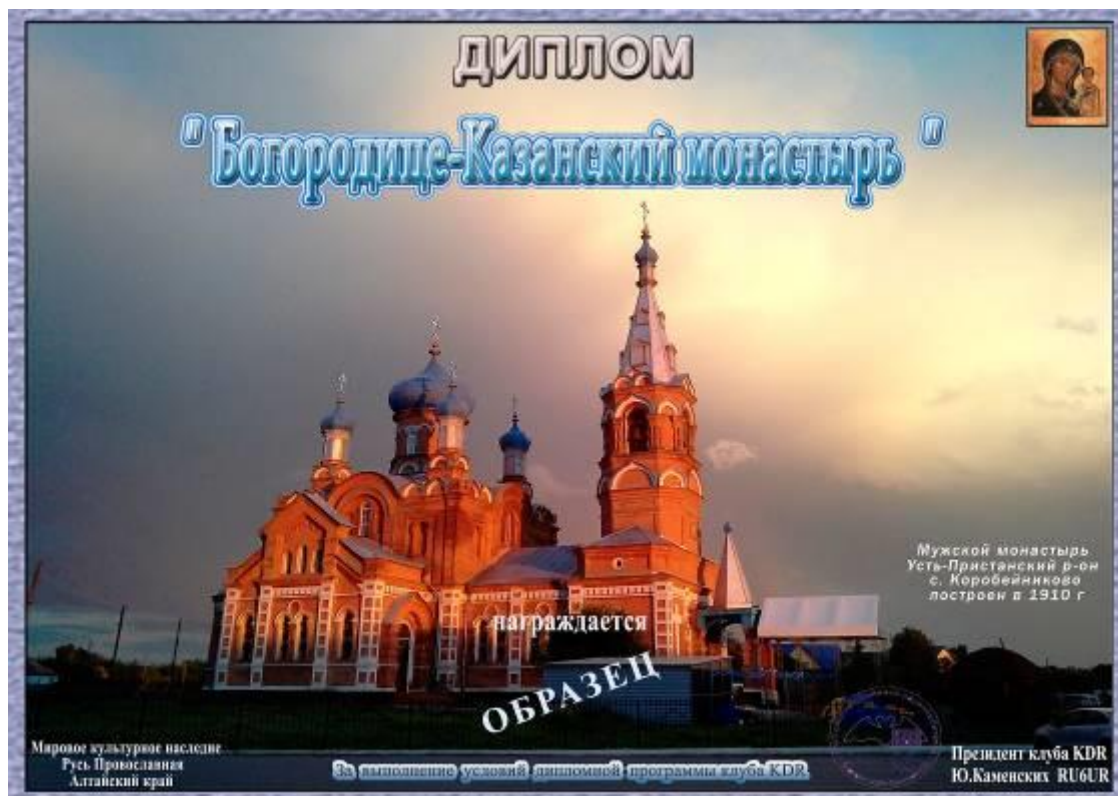 ДИПЛОМ
" Богородице-Казанский монастырь "
Мужской монастырь
Усть-Пристанский р-он
с. Коробейниково
построен в 1910 г
награждается
ОБРАЗЕЦ
Мировое культурное наследие
Русь Провославная
Алтайский край
За выполнение условий дипломной программы клуба KDR
Президент клуба KDR
Ю.Каменских RU6UR